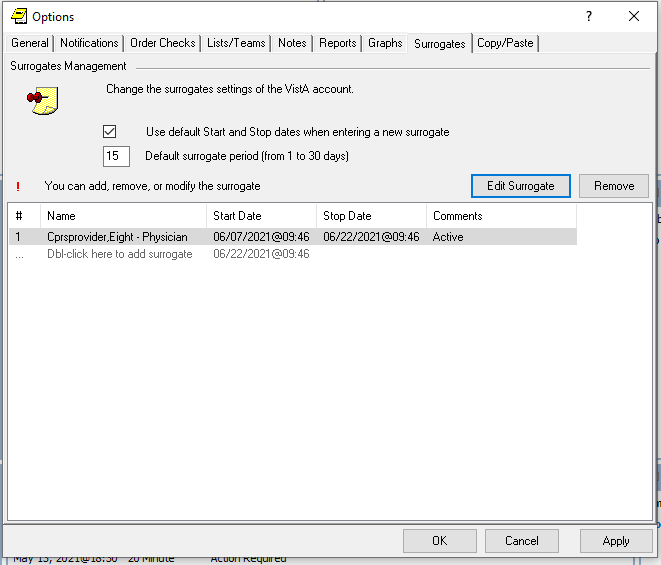 Options ?
General Notifications Order Checks Lists/Teams Notes Reports Graphs Surrogates Copy/Paste
Surrogates Management
Change the surrogates settings of the VistA account.
Use default Start and Stop dates when entering a new surrogate
15 Default surrogate period (from 1 to 30 days)
! You can add, remove, or modify the surrogate Edit Surrogate Remove
# Name Start Date Stop Date Comments
1 Cprsprovider,Eight - Physician 06/07/2021@09:46 06/22/2021@09:46 Active
... Dbl-click here to add surrogate 06/22/2021@09:46
OK Cancel Apply
May 13, 2021@18:30 20 Minute Action Required